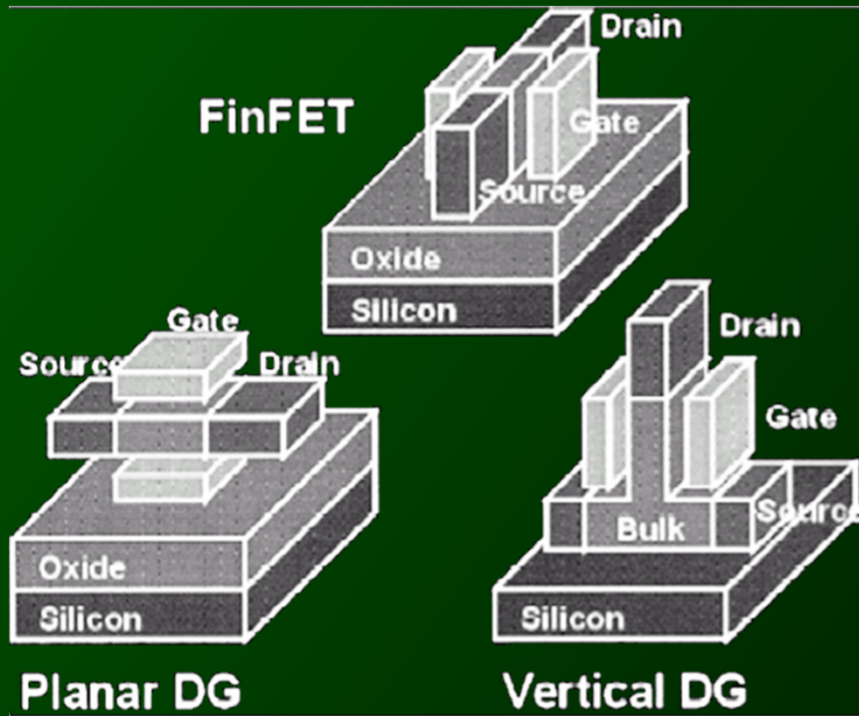 Drain
FinFET
Gate
Source
Oxide
Silicon
Gate
Source
Drain
Oxide
Silicon
Planar DG
Drain
Gate
Source
Bulk
Silicon
Vertical DG